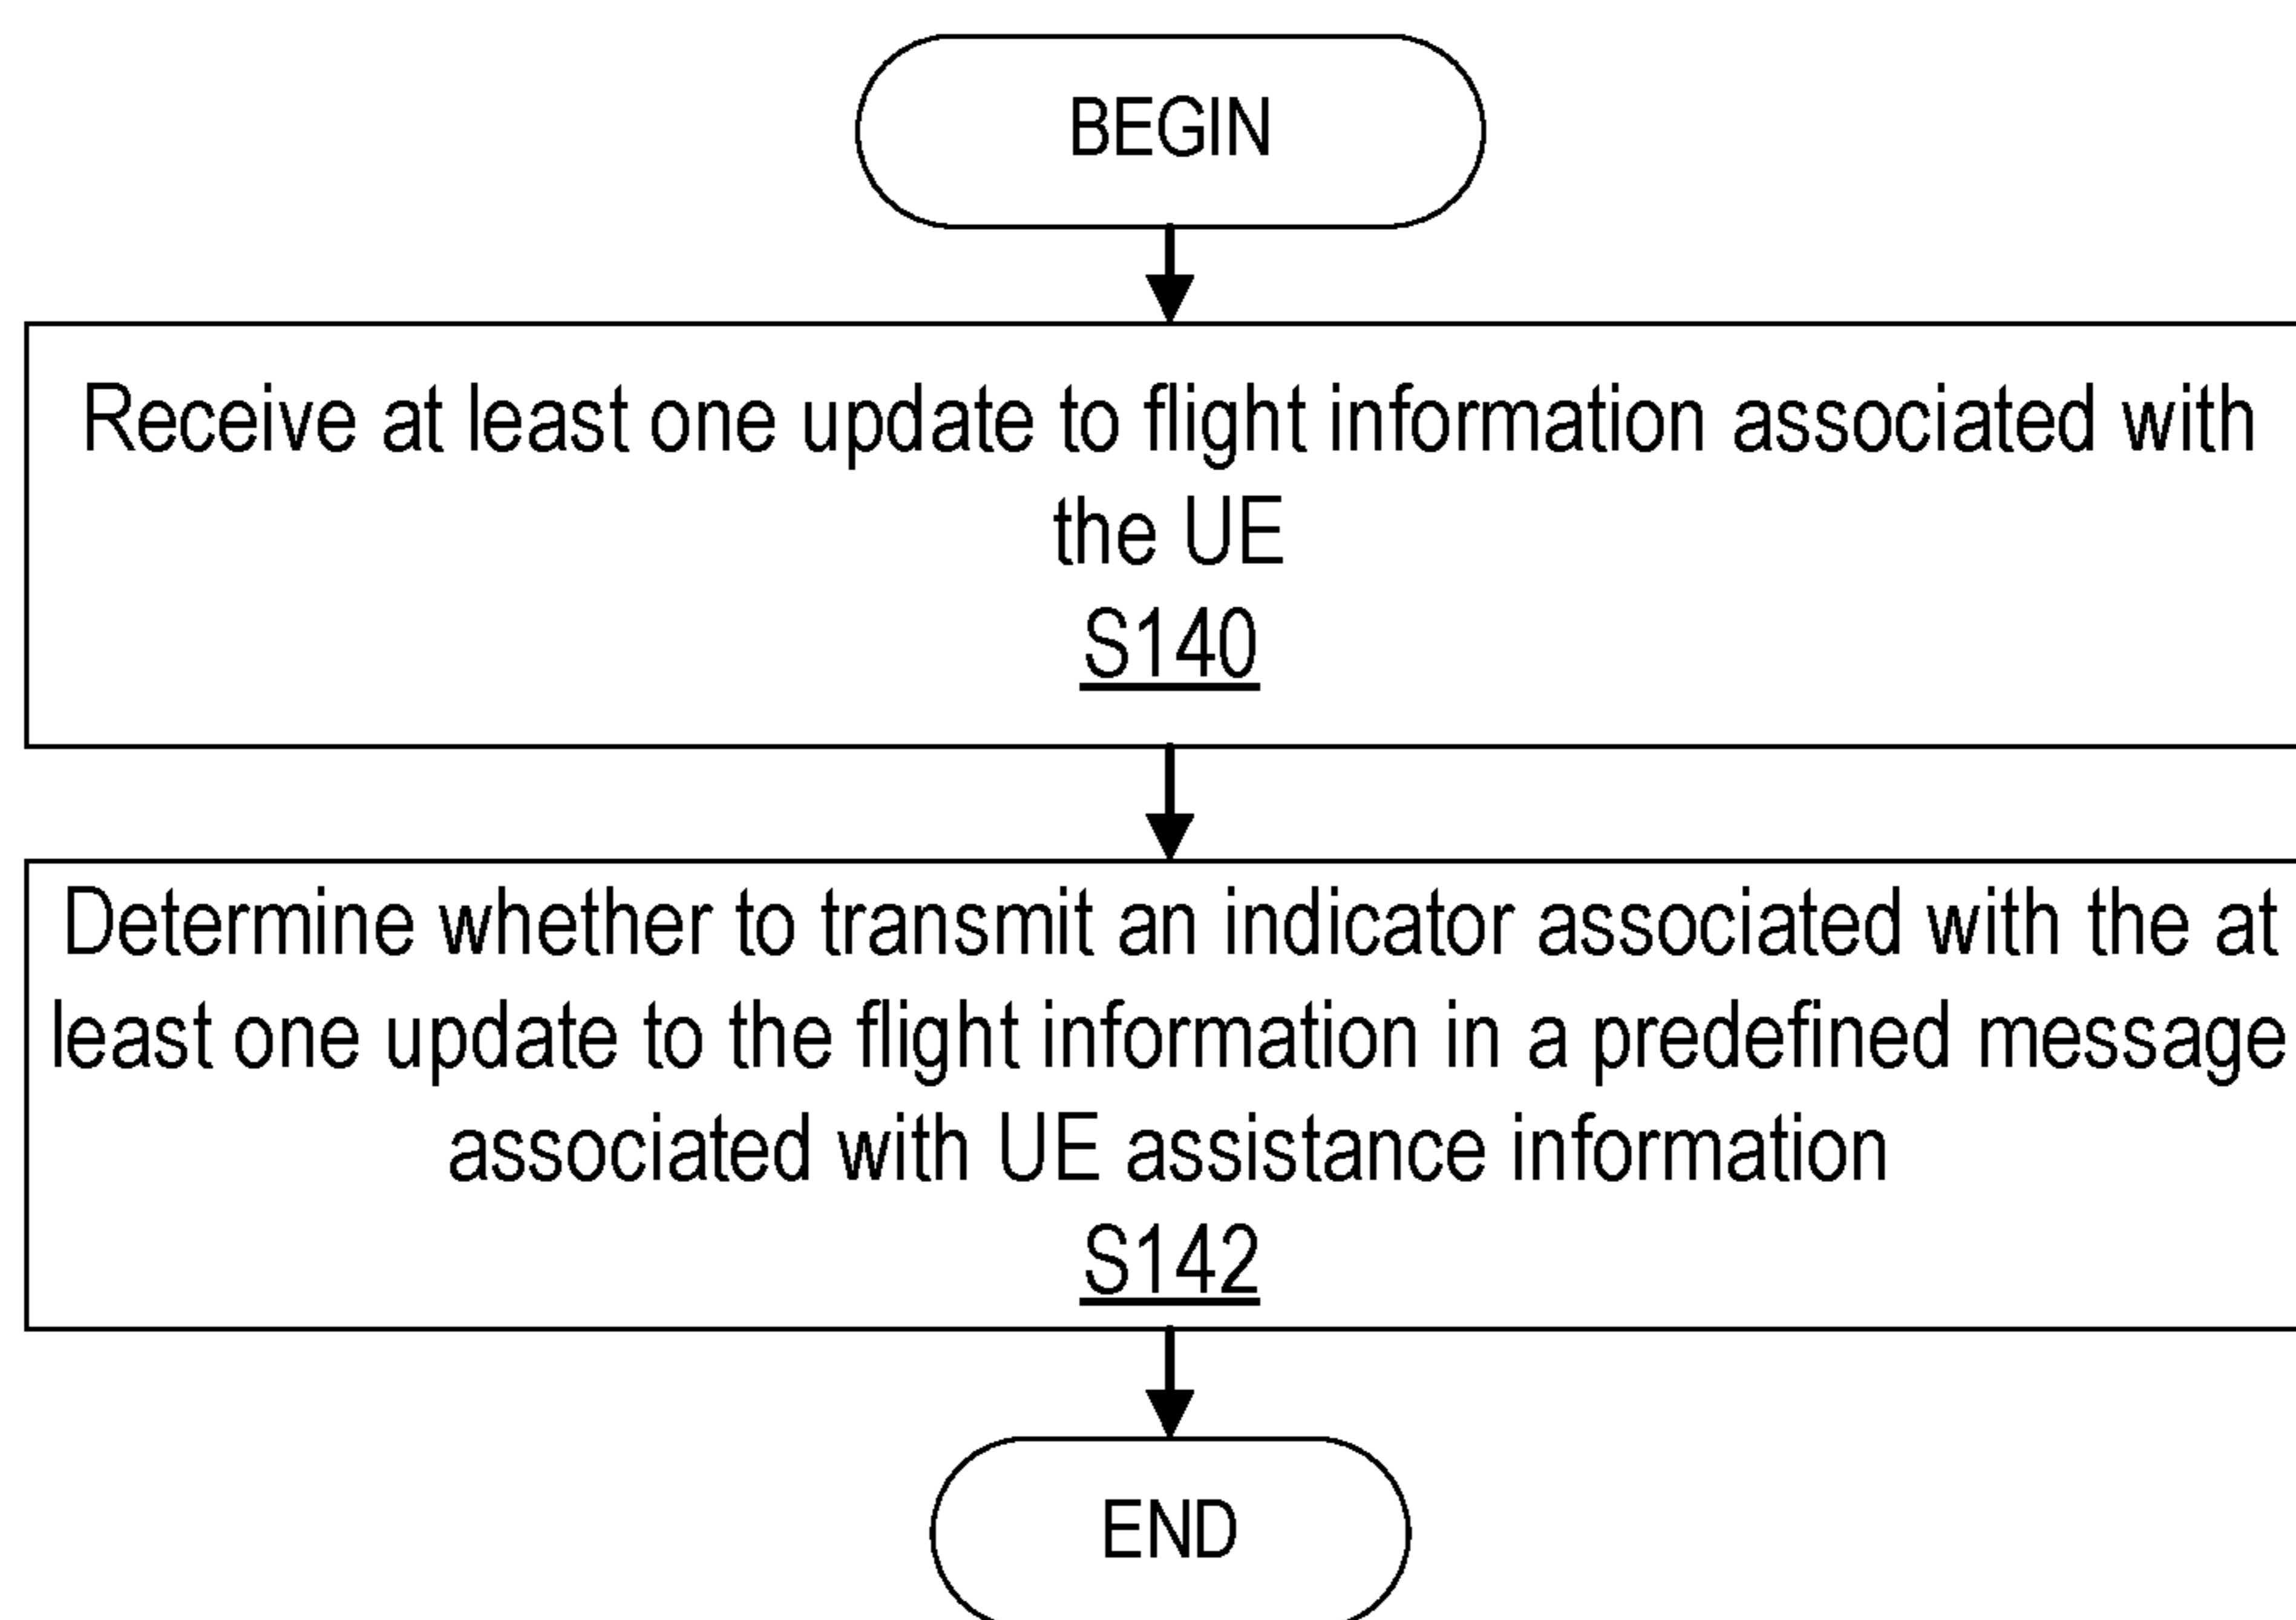 BEGIN
Receive at least one update to flight information associated with
the UE
S140
Determine whether to transmit an indicator associated with the at
least one update to the flight information in a predefined message
associated with UE assistance information
S142
END